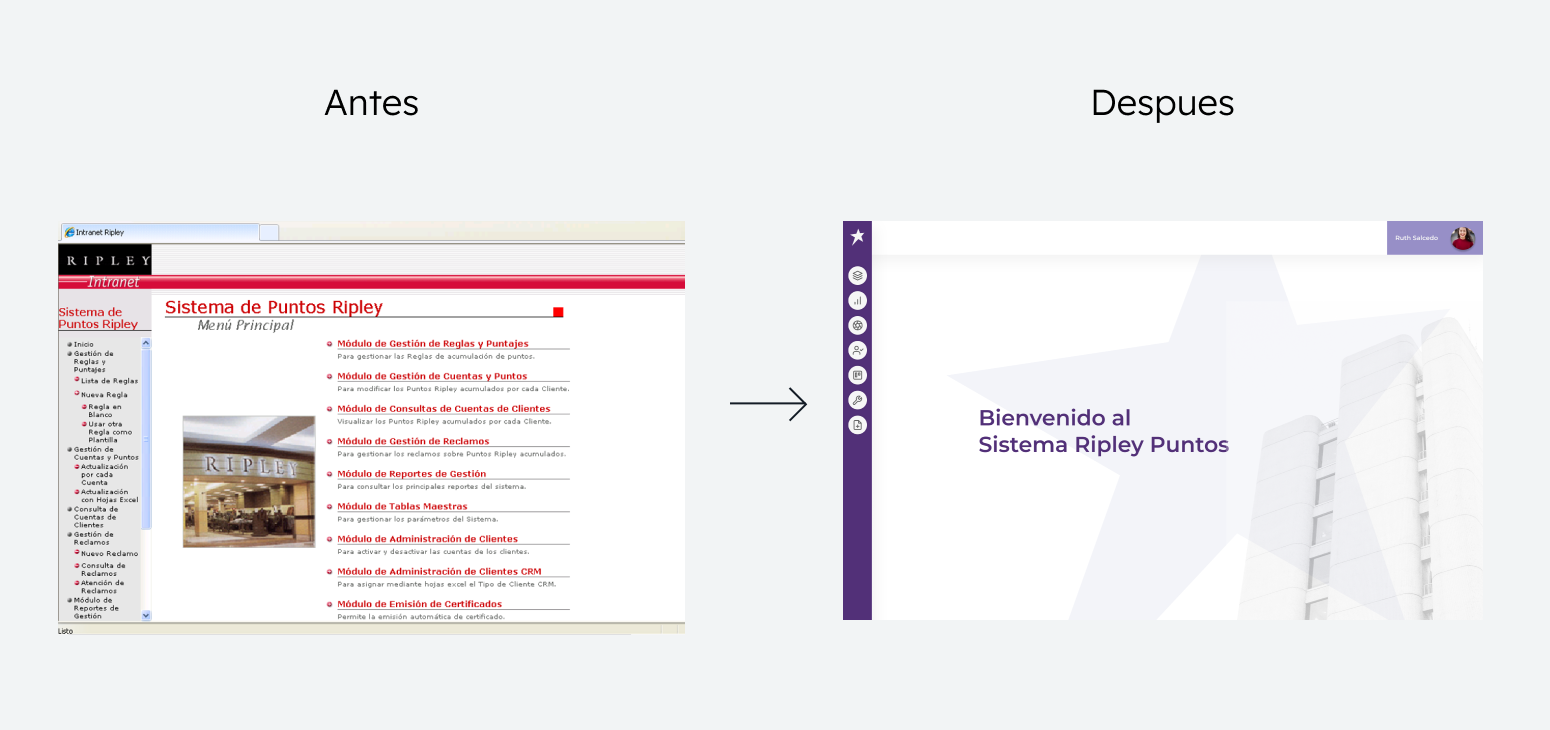 Antes
Despues
Intranet Ripley
RIPLEY
Intranet
Sistema de
Puntos Ripley
Inicio
Gestión de
Reglas y
Puntajes
Lista de Reglas
Nueva Regla
Regla en
Blanco
Usar otra
Regla como
Plantilla
Gestión de
Cuentas y Puntos
Actualización
por cada
Cuenta
Actualización
con Hojas Excel
Consulta de
Cuentas de
Clientes
Gestión de
Reclamos
Nuevo Reclamo
Consulta de
Reclamos
Atención de
Reclamos
Módulo de
Reportes de
Gestión
Listo
Sistema de Puntos Ripley
Menú Principal
RIPLEY
Módulo de Gestión de Reglas y Puntajes
Para gestionar las Reglas de acumulación de puntos.
Módulo de Gestión de Cuentas y Puntos
Para modificar los Puntos Ripley acumulados por cada Cliente.
Módulo de Consultas de Cuentas de Clientes
Visualizar los Puntos Ripley acumulados por cada Cliente.
Módulo de Gestión de Reclamos
Para gestionar los reclamos sobre Puntos Ripley acumulados.
Módulo de Reportes de Gestión
Para consultar los principales reportes del sistema.
Módulo de Tablas Maestras
Para gestionar los parámetros del Sistema.
Módulo de Administración de Clientes
Para activar y desactivar las cuentas de los clientes.
Módulo de Administración de Clientes CRM
Para asignar mediante hojas excel el Tipo de Cliente CRM.
Módulo de Emisión de Certificados
Permite la emisión automática de certificado.
Ruth Salcedo
Bienvenido al
Sistema Ripley Puntos